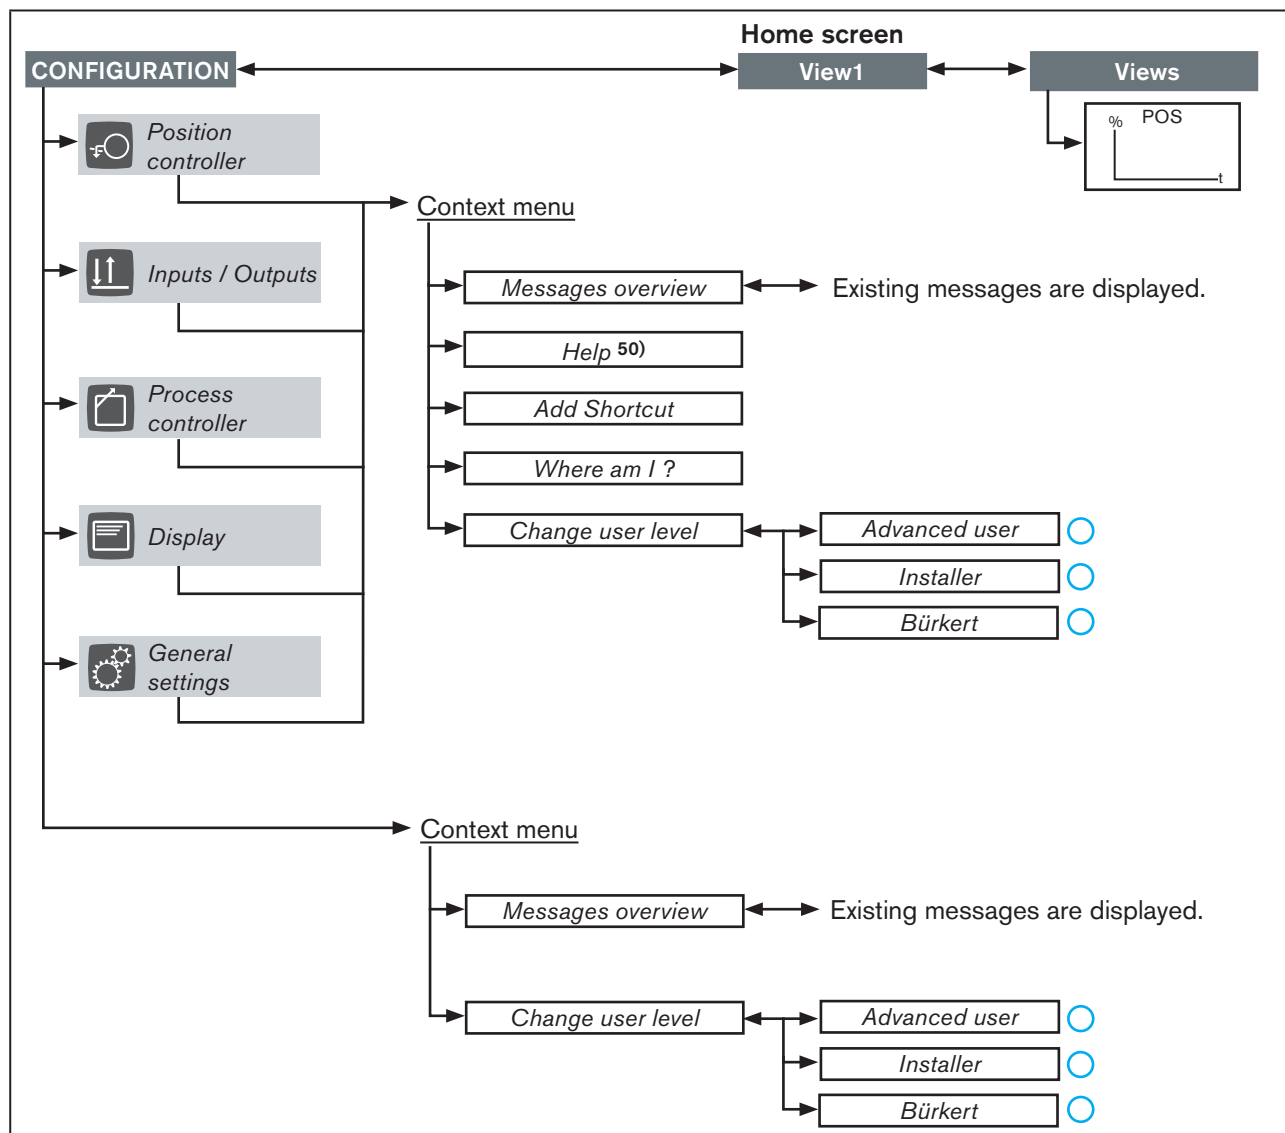 Home screen
CONFIGURATION
View1
Views
% POS
t
Position
controller
Context menu
Inputs / Outputs
Messages overview
Existing messages are displayed.
Help 50)
Process
controller
Add Shortcut
Where am I ?
Display
Change user level
Advanced user
Installer
Bürkert
General
settings
Context menu
Messages overview
Existing messages are displayed.
Change user level
Advanced user
Installer
Bürkert